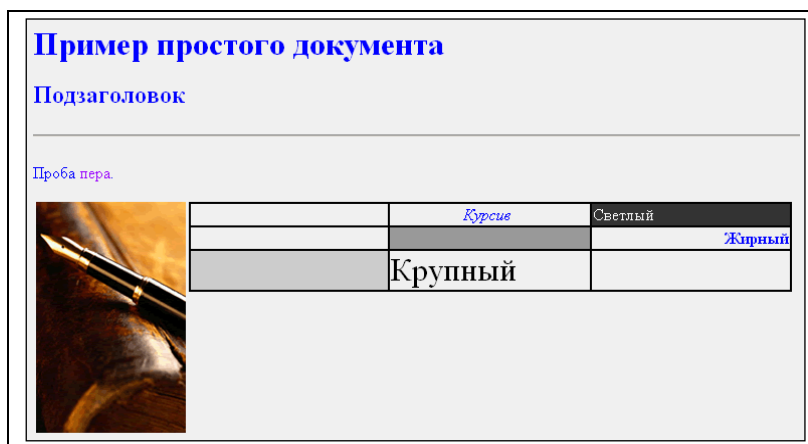 Пример простого документа
Подзаголовок
Проба пера.
Курсив Светлый
Жирный
Крупный